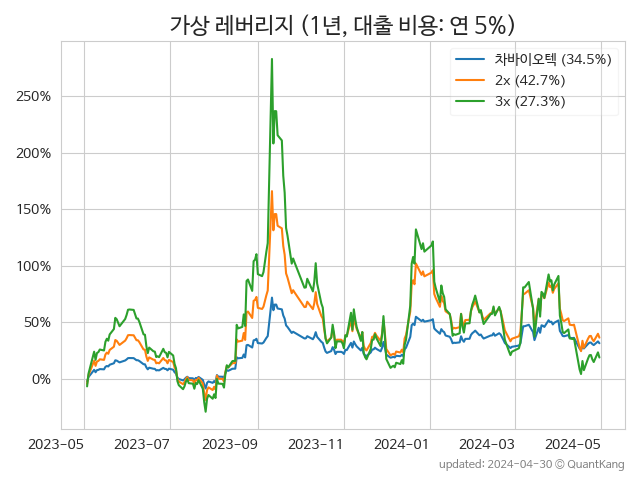 가상 레버리지 (1년, 대출 비용: 연 5%)
차바이오텍 (34.5%)
2x (42.7%)
3x (27.3%)
250%
200%
150%
100%
50%
0%
2023-05 2023-07 2023-09 2023-11 2024-01 2024-03 2024-05
updated: 2024-04-30 © QuantKang